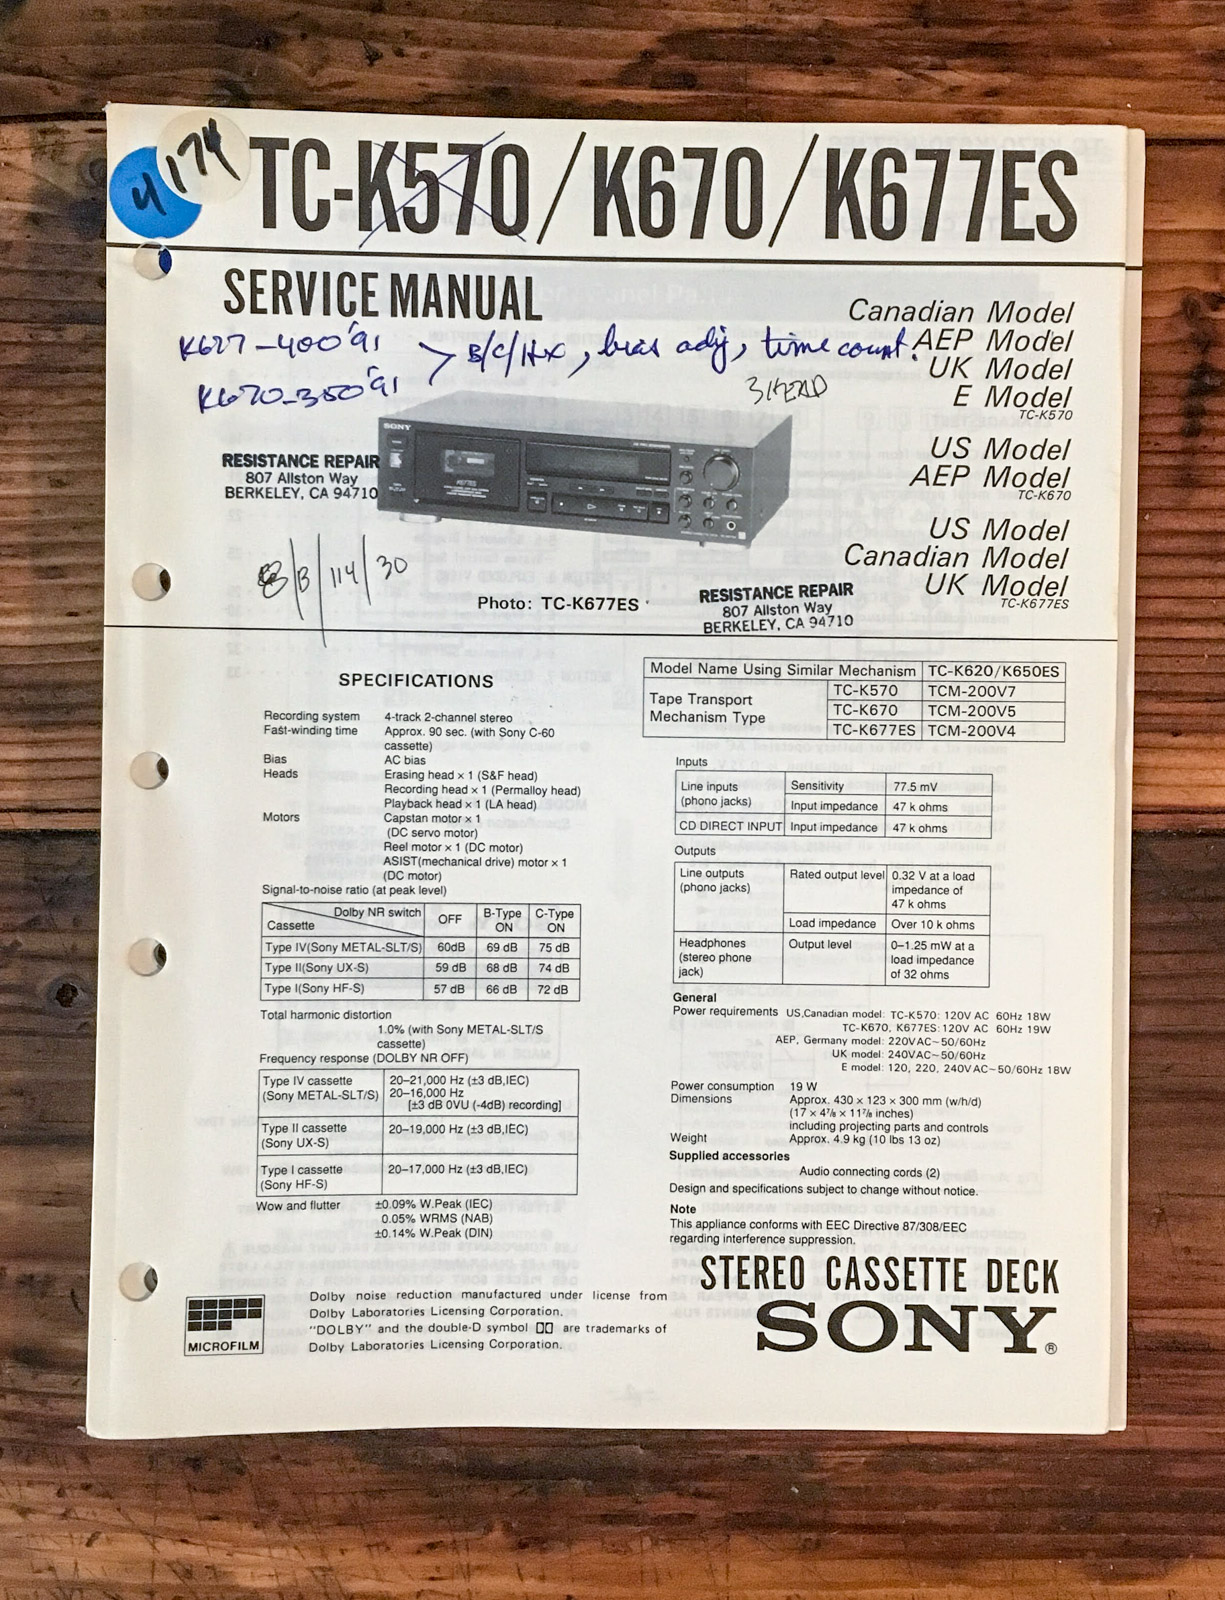 4
174
TC-K570/K670/K677ES
SERVICE MANUAL
K677-400 '91
K670-350 '91
> B/C/Hx, bias adj, time count.
3HEAD
Canadian Model
AEP Model
UK Model
E Model
TC-K570
US Model
AEP Model
TC-K670
US Model
Canadian Model
UK Model
TC-K677ES
SONY
RESISTANCE REPAIR
807 Allston Way
BERKELEY, CA 94710
B/114/30
Photo: TC-K677ES
RESISTANCE REPAIR
807 Allston Way
BERKELEY, CA 94710
SPECIFICATIONS
Recording system 4-track 2-channel stereo
Fast-winding time Approx. 90 sec. (with Sony C-60
cassette)
Bias AC bias
Heads Erasing head × 1 (S&F head)
Recording head × 1 (Permalloy head)
Playback head × 1 (LA head)
Motors Capstan motor × 1
(DC servo motor)
Reel motor × 1 (DC motor)
ASIST(mechanical drive) motor × 1
(DC motor)
Signal-to-noise ratio (at peak level)
Dolby NR switch OFF B-Type ON C-Type ON
Cassette
Type IV(Sony METAL-SLT/S) 60dB 69 dB 75 dB
Type II(Sony UX-S) 59 dB 68 dB 74 dB
Type I(Sony HF-S) 57 dB 66 dB 72 dB
Total harmonic distortion
1.0% (with Sony METAL-SLT/S
cassette)
Frequency response (DOLBY NR OFF)
Type IV cassette 20–21,000 Hz (±3 dB,IEC)
(Sony METAL-SLT/S) 20–16,000 Hz
[±3 dB 0VU (-4dB) recording]
Type II cassette 20–19,000 Hz (±3 dB,IEC)
(Sony UX-S)
Type I cassette 20–17,000 Hz (±3 dB,IEC)
(Sony HF-S)
Wow and flutter ±0.09% W.Peak (IEC)
0.05% WRMS (NAB)
±0.14% W.Peak (DIN)
Model Name Using Similar Mechanism TC-K620/K650ES
Tape Transport
Mechanism Type
TC-K570 TCM-200V7
TC-K670 TCM-200V5
TC-K677ES TCM-200V4
Inputs
Line inputs Sensitivity 77.5 mV
(phono jacks) Input impedance 47 k ohms
CD DIRECT INPUT Input impedance 47 k ohms
Outputs
Line outputs Rated output level 0.32 V at a load
(phono jacks) impedance of
47 k ohms
Load impedance Over 10 k ohms
Headphones Output level 0–1.25 mW at a
(stereo phone load impedance
jack) of 32 ohms
General
Power requirements US,Canadian model: TC-K570: 120V AC 60Hz 18W
TC-K670, K677ES: 120V AC 60Hz 19W
AEP, Germany model: 220VAC~50/60Hz
UK model: 240VAC~50/60Hz
E model: 120, 220, 240VAC~50/60Hz 18W
Power consumption 19 W
Dimensions Approx. 430 × 123 × 300 mm (w/h/d)
(17 × 4⅞ × 11⅞ inches)
including projecting parts and controls
Weight Approx. 4.9 kg (10 lbs 13 oz)
Supplied accessories
Audio connecting cords (2)
Design and specifications subject to change without notice.
Note
This appliance conforms with EEC Directive 87/308/EEC
regarding interference suppression.
STEREO CASSETTE DECK
SONY®
MICROFILM
Dolby noise reduction manufactured under license from
Dolby Laboratories Licensing Corporation.
"DOLBY" and the double-D symbol are trademarks of
Dolby Laboratories Licensing Corporation.